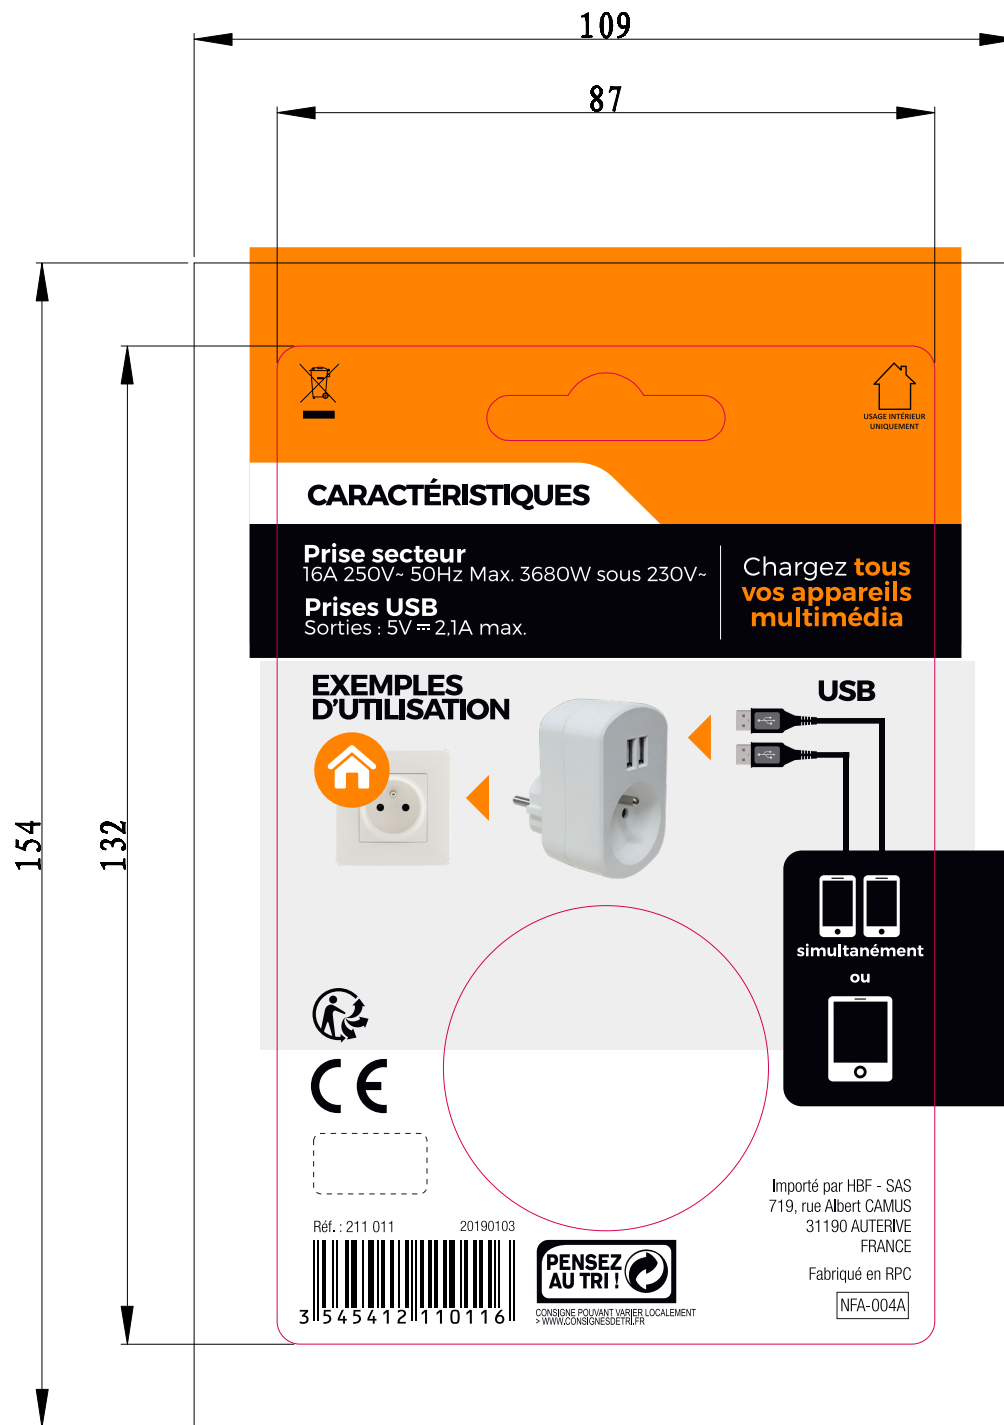 109
87
154
132
USAGE INTÉRIEUR
UNIQUEMENT
CARACTÉRISTIQUES
Prise secteur
16A 250V~ 50Hz Max. 3680W sous 230V~
Prises USB
Sorties : 5V ⎓ 2,1A max.
Chargez tous
vos appareils
multimédia
EXEMPLES
D'UTILISATION
USB
simultanément
ou
CE
Réf. : 211 011
20190103
3 545412 110116
PENSEZ
AU TRI !
CONSIGNE POUVANT VARIER LOCALEMENT
> WWW.CONSIGNESDETRI.FR
Importé par HBF - SAS
719, rue Albert CAMUS
31190 AUTERIVE
FRANCE
Fabriqué en RPC
NFA-004A